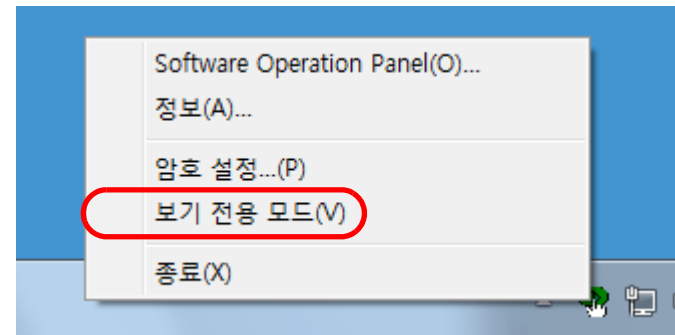 Software Operation Panel(O)...
정보(A)...
암호 설정...(P)
보기 전용 모드(V)
종료(X)